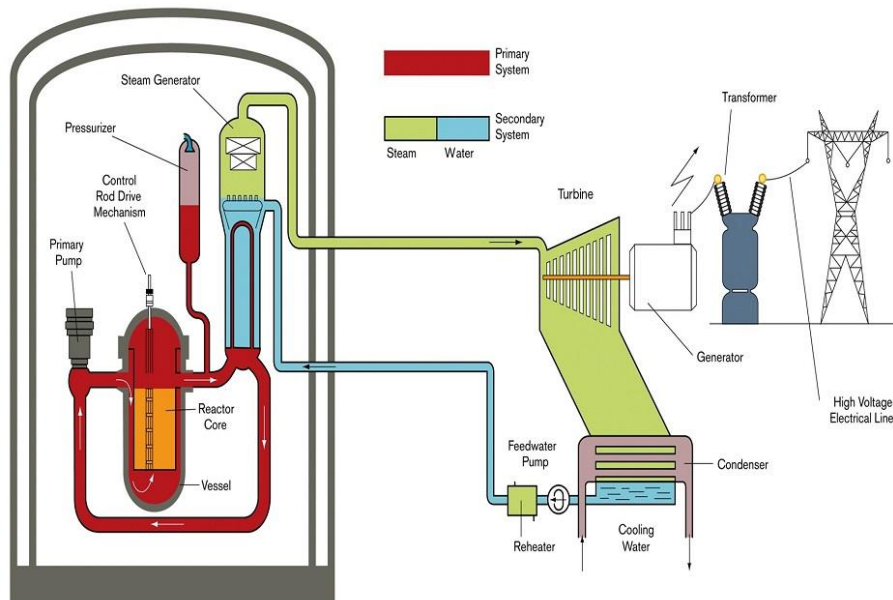 Primary
System
Steam Generator
Secondary
System
Steam
Water
Pressurizer
Transformer
Control
Rod Drive
Mechanism
Turbine
Primary
Pump
Generator
Reactor
Core
High Voltage
Electrical Line
Feedwater
Pump
Condenser
Vessel
Reheater
Cooling
Water